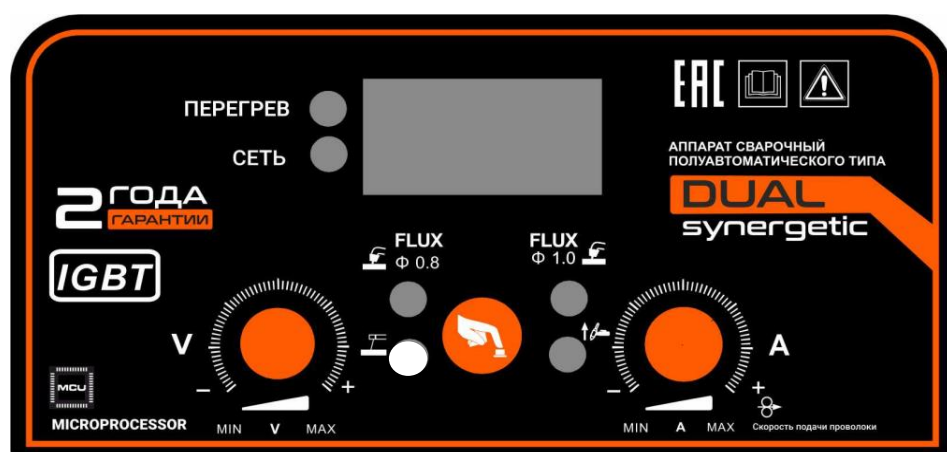 ПЕРЕГРЕВ
СЕТЬ
EAC
АППАРАТ СВАРОЧНЫЙ
ПОЛУАВТОМАТИЧЕСКОГО ТИПА
DUAL
synergetic
2 ГОДА
ГАРАНТИИ
IGBT
FLUX
Ф 0.8
FLUX
Ф 1.0
V
– +
MIN V MAX
A
– +
MIN A MAX
Скорость подачи проволоки
MCU
MICROPROCESSOR